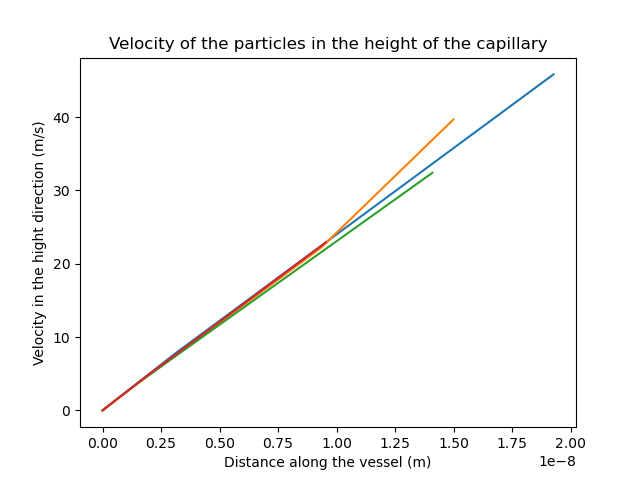 Velocity of the particles in the height of the capillary
Velocity in the hight direction (m/s)
40
30
20
10
0
0.00 0.25 0.50 0.75 1.00 1.25 1.50 1.75 2.00
1e−8
Distance along the vessel (m)